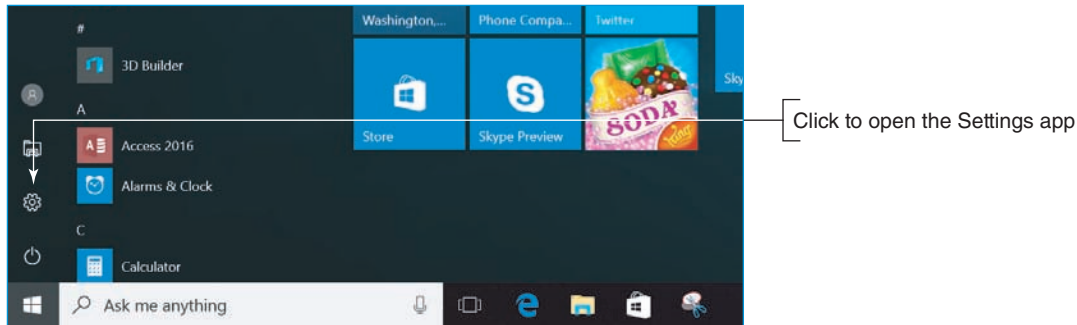 Washington,...
Phone Compa...
Twitter
#
3D Builder
Sky
A
SODA
King
Store
Skype Preview
Access 2016
Alarms & Clock
C
Calculator
Ask me anything
Click to open the Settings app